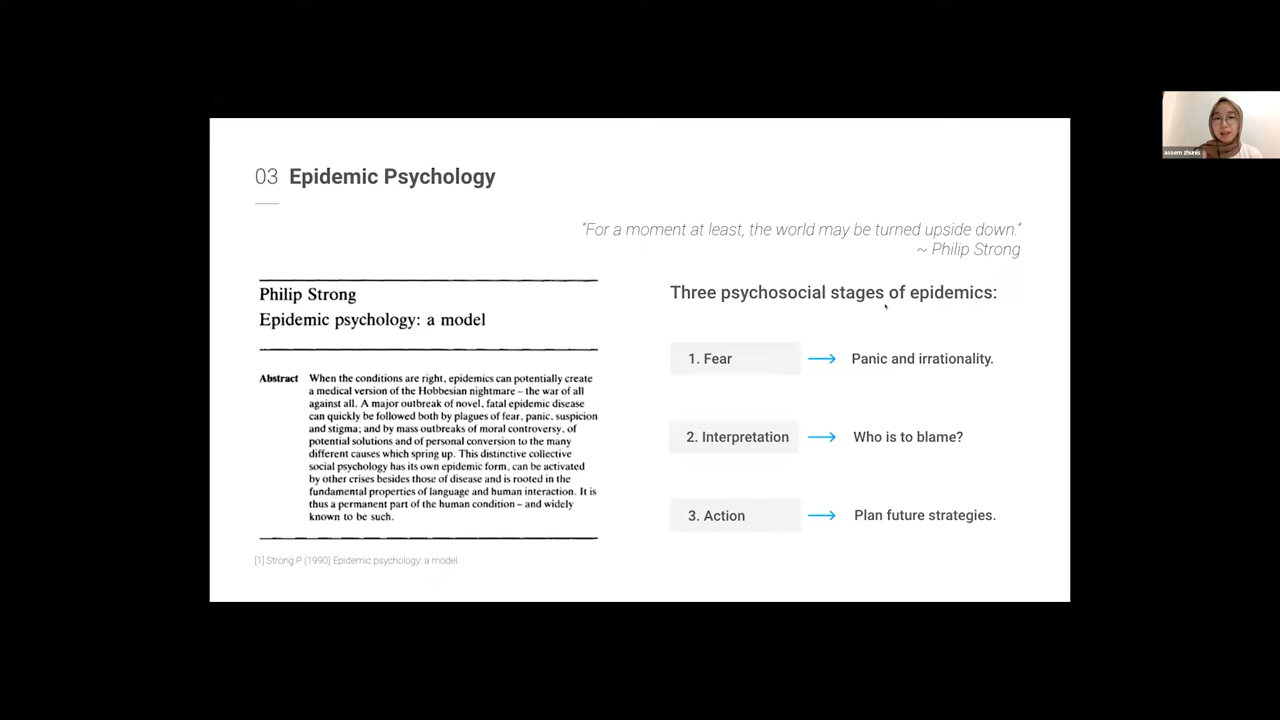 03 Epidemic Psychology
“For a moment at least, the world may be turned upside down.”
~ Philip Strong
Philip Strong
Epidemic psychology: a model
Abstract When the conditions are right, epidemics can potentially create
a medical version of the Hobbesian nightmare – the war of all
against all. A major outbreak of novel, fatal epidemic disease
can quickly be followed both by plagues of fear, panic, suspicion
and stigma; and by mass outbreaks of moral controversy, of
potential solutions and of personal conversion to the many
different causes which spring up. This distinctive collective
social psychology has its own epidemic form, can be activated
by other crises besides those of disease and is rooted in the
fundamental properties of language and human interaction. It is
thus a permanent part of the human condition – and widely
known to be such.
[1] Strong P (1990) Epidemic psychology: a model.
Three psychosocial stages of epidemics:
1. Fear → Panic and irrationality.
2. Interpretation → Who is to blame?
3. Action → Plan future strategies.
assem zhunis